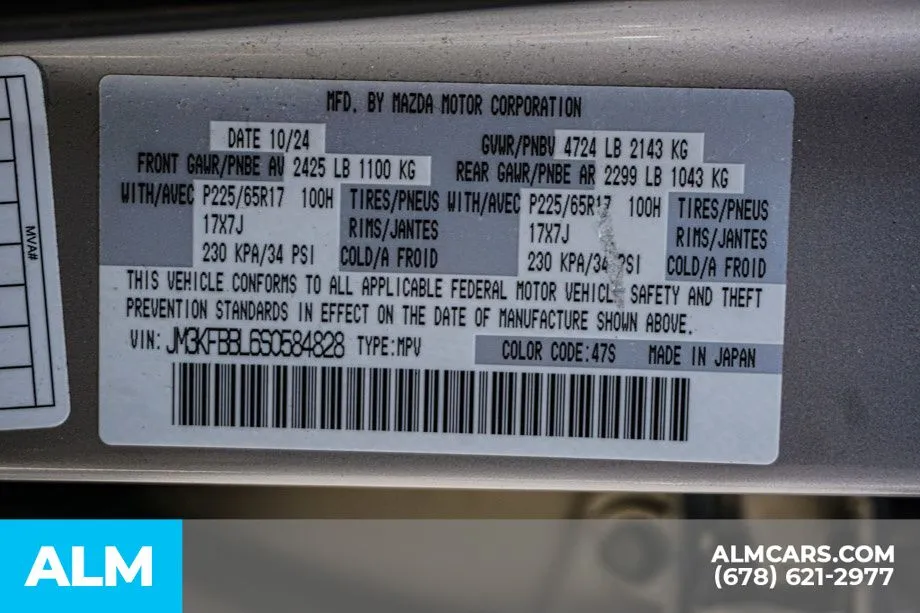 MFD. BY MAZDA MOTOR CORPORATION
DATE 10/24
GVWR/PNBV 4724 LB 2143 KG
FRONT GAWR/PNBE AV 2425 LB 1100 KG
REAR GAWR/PNBE AR 2299 LB 1043 KG
WITH/AVEC P225/65R17 100H TIRES/PNEUS WITH/AVEC P225/65R17 100H TIRES/PNEUS
17X7J RIMS/JANTES 17X7J RIMS/JANTES
230 KPA/34 PSI COLD/A FROID 230 KPA/34 PSI COLD/A FROID
THIS VEHICLE CONFORMS TO ALL APPLICABLE FEDERAL MOTOR VEHICLE SAFETY AND THEFT
PREVENTION STANDARDS IN EFFECT ON THE DATE OF MANUFACTURE SHOWN ABOVE.
VIN: JM3KFBBL6S0584828 TYPE:MPV COLOR CODE:47S MADE IN JAPAN
MVA#
ALM
ALMCARS.COM
(678) 621-2977